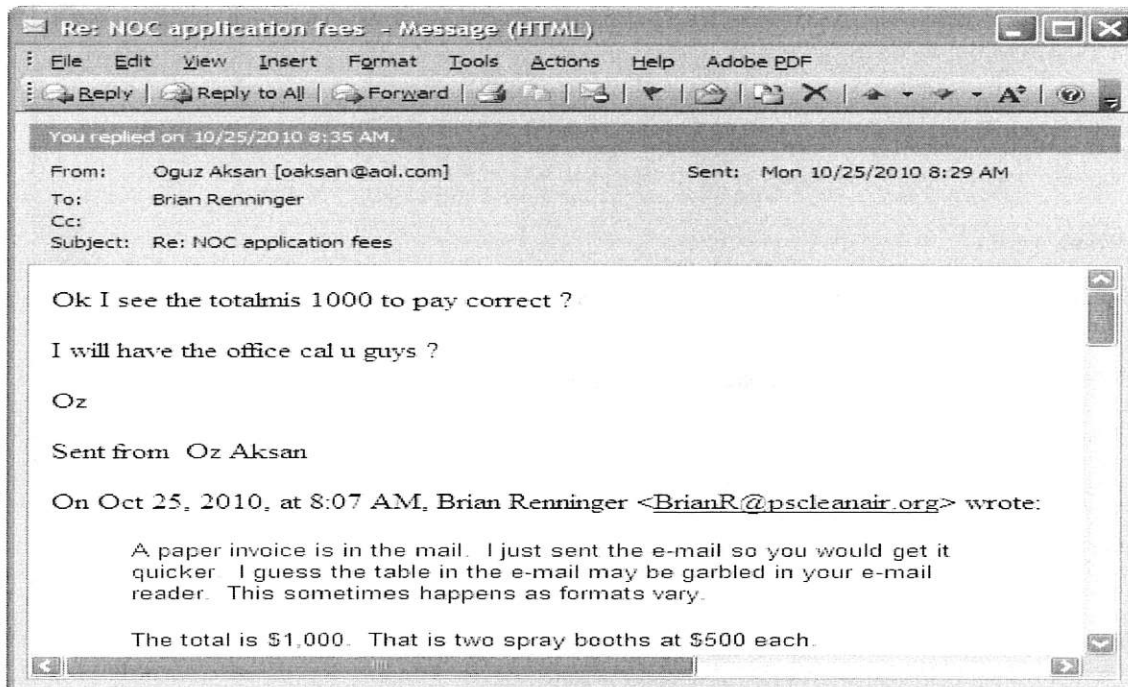 Re: NOC application fees - Message (HTML)
File Edit View Insert Format Tools Actions Help Adobe PDF
Reply Reply to All Forward A
You replied on 10/25/2010 8:35 AM.
From: Oguz Aksan [oaksan@aol.com] Sent: Mon 10/25/2010 8:29 AM
To: Brian Renninger
Cc:
Subject: Re: NOC application fees
Ok I see the totalmis 1000 to pay correct ?
I will have the office cal u guys ?
Oz
Sent from Oz Aksan
On Oct 25, 2010, at 8:07 AM, Brian Renninger <BrianR@pscleanair.org> wrote:
A paper invoice is in the mail. I just sent the e-mail so you would get it
quicker. I guess the table in the e-mail may be garbled in your e-mail
reader. This sometimes happens as formats vary.
The total is $1,000. That is two spray booths at $500 each.